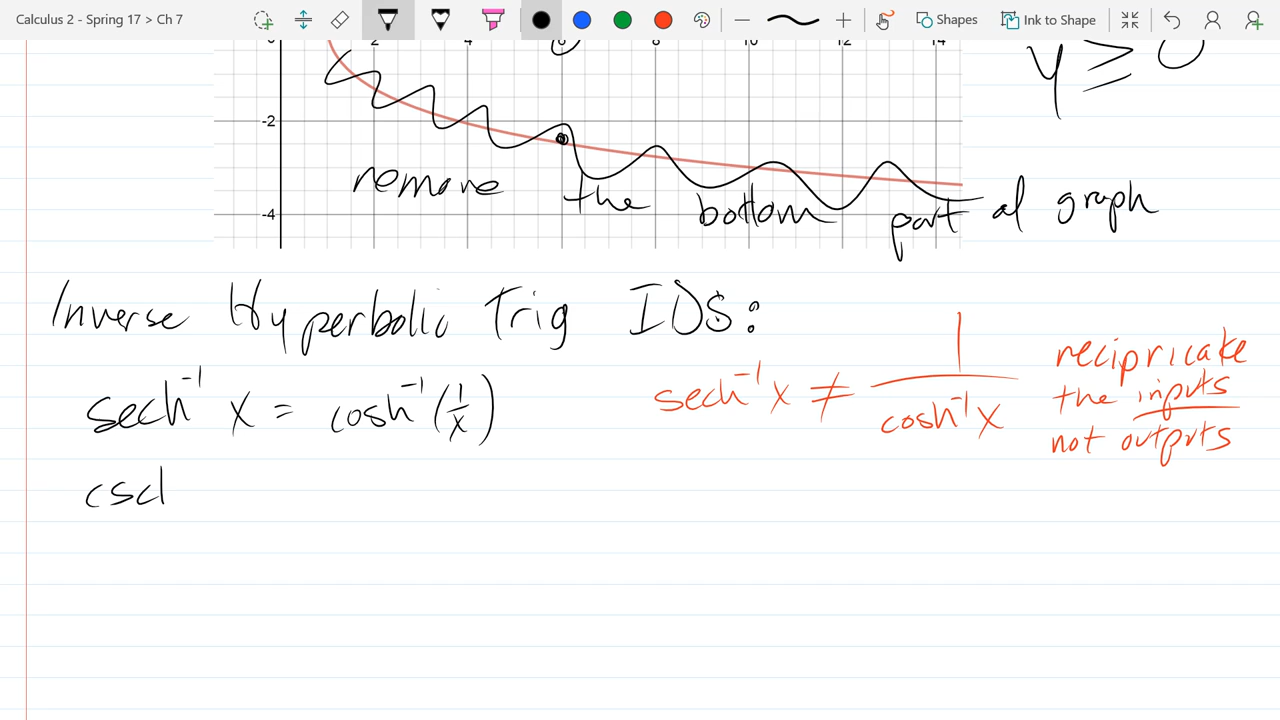 Calculus 2 - Spring 17 > Ch 7
Shapes
Ink to Shape
2 4 6 8 10 12 14
y ≥ 0
-2
remove the bottom part of graph
-4
Inverse Hyperbolic Trig IDS:
sech⁻¹ x = cosh⁻¹(1/x)
sech⁻¹ x ≠ 1/cosh⁻¹ x
recipricake
the inputs
not outputs
csch